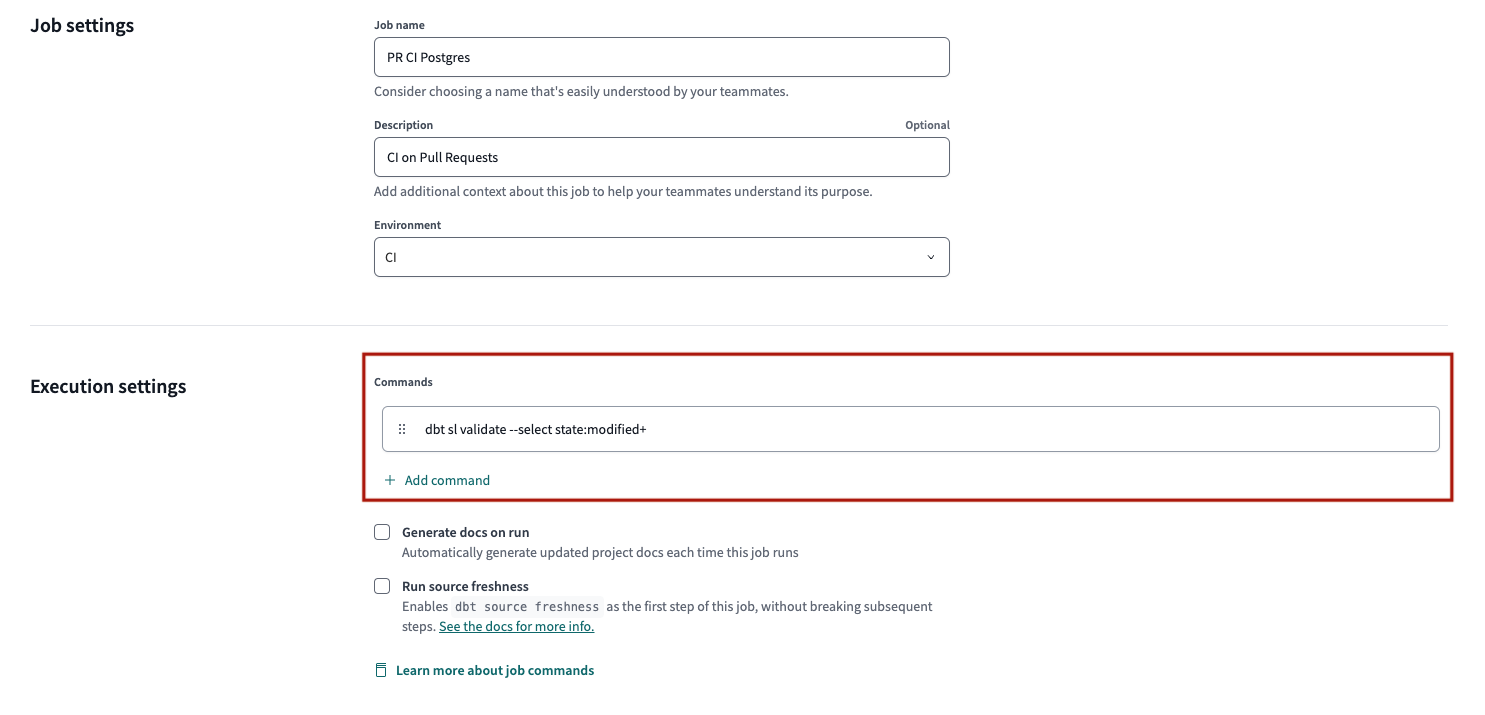 Job settings
Job name
PR CI Postgres
Consider choosing a name that's easily understood by your teammates.
Description
Optional
CI on Pull Requests
Add additional context about this job to help your teammates understand its purpose.
Environment
CI
Execution settings
Commands
dbt sl validate --select state:modified+
Add command
Generate docs on run
Automatically generate updated project docs each time this job runs
Run source freshness
Enables dbt source freshness as the first step of this job, without breaking subsequent
steps. See the docs for more info.
Learn more about job commands